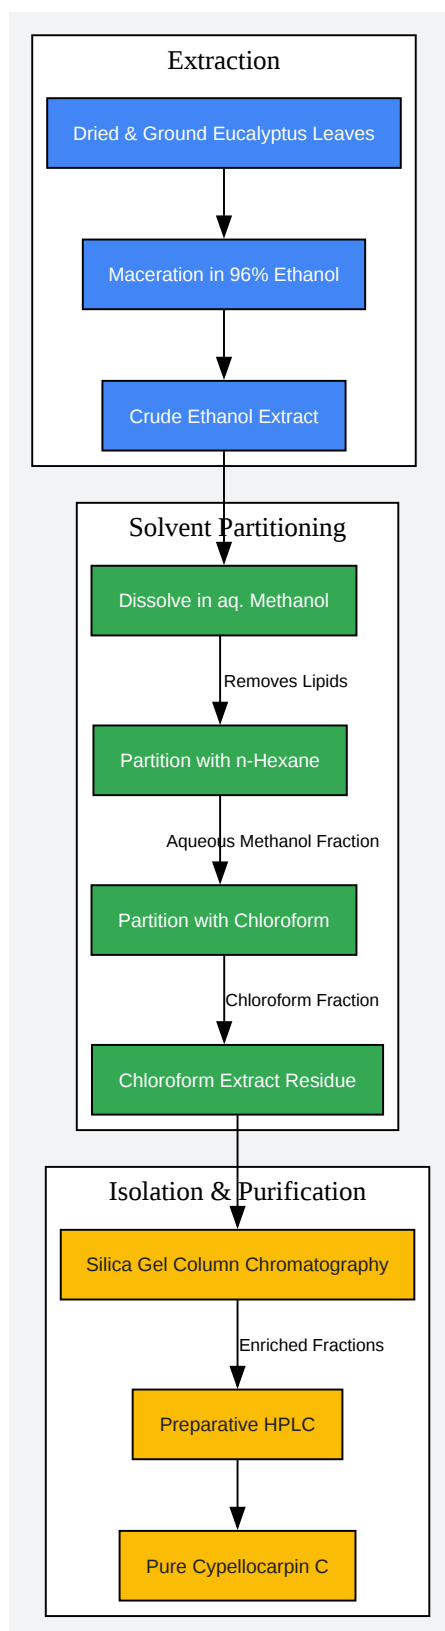 Extraction
Dried & Ground Eucalyptus Leaves
Maceration in 96% Ethanol
Crude Ethanol Extract
Solvent Partitioning
Dissolve in aq. Methanol
Removes Lipids
Partition with n-Hexane
Aqueous Methanol Fraction
Partition with Chloroform
Chloroform Fraction
Chloroform Extract Residue
Isolation & Purification
Silica Gel Column Chromatography
Enriched Fractions
Preparative HPLC
Pure Cypellocarpin C